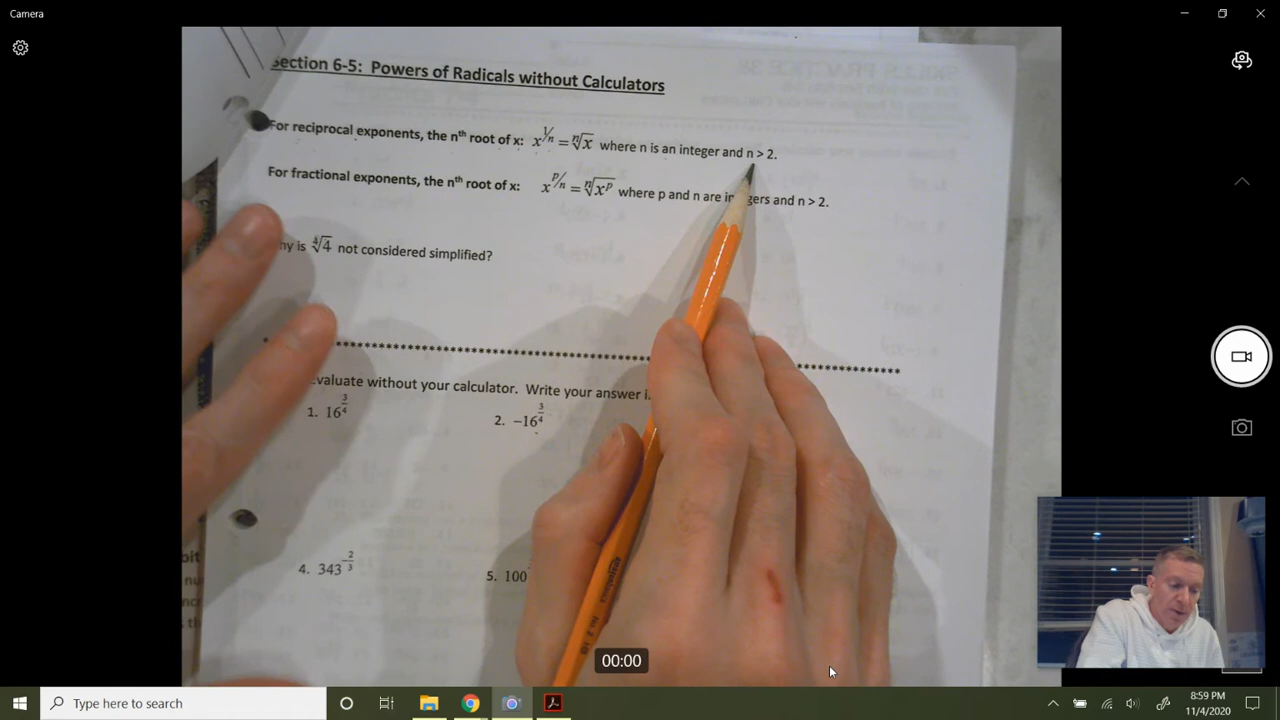 Camera
Section 6-5: Powers of Radicals without Calculators
For reciprocal exponents, the nth root of x: x^1/n = ⁿ√x where n is an integer and n > 2.
For fractional exponents, the nth root of x: x^p/n = ⁿ√x^p where p and n are integers and n > 2.
hy is ⁴√4 not considered simplified?
**************************************************
Evaluate without your calculator. Write your answer i
1. 16^3/4
2. −16^3/4
4. 343^−2/3
5. 100
00:00
Type here to search
8:59 PM
11/4/2020